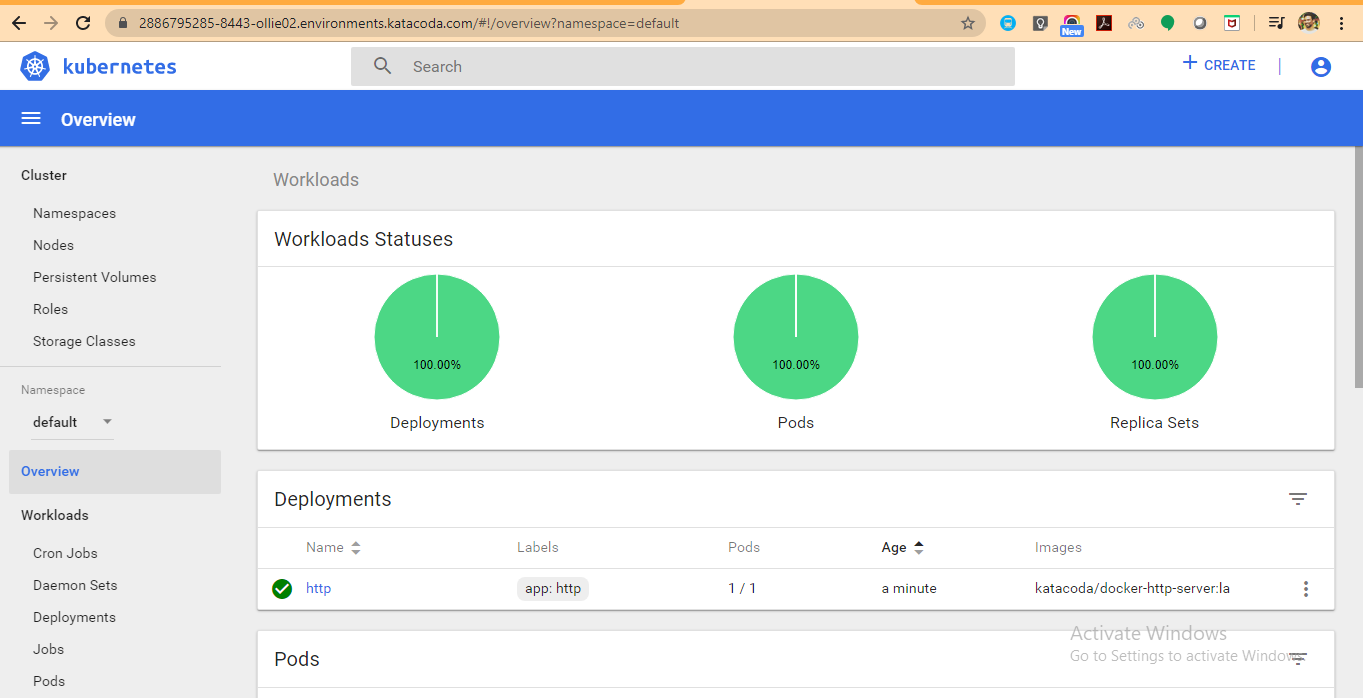 2886795285-8443-ollie02.environments.katacoda.com/#!/overview?namespace=default
New
kubernetes
Search
+ CREATE
Overview
Cluster
Namespaces
Nodes
Persistent Volumes
Roles
Storage Classes
Namespace
default
Overview
Workloads
Cron Jobs
Daemon Sets
Deployments
Jobs
Pods
Workloads
Workloads Statuses
100.00% 100.00% 100.00%
Deployments Pods Replica Sets
Deployments
Name Labels Pods Age Images
http app: http 1 / 1 a minute katacoda/docker-http-server:la
Pods
Activate Windows
Go to Settings to activate Windows.